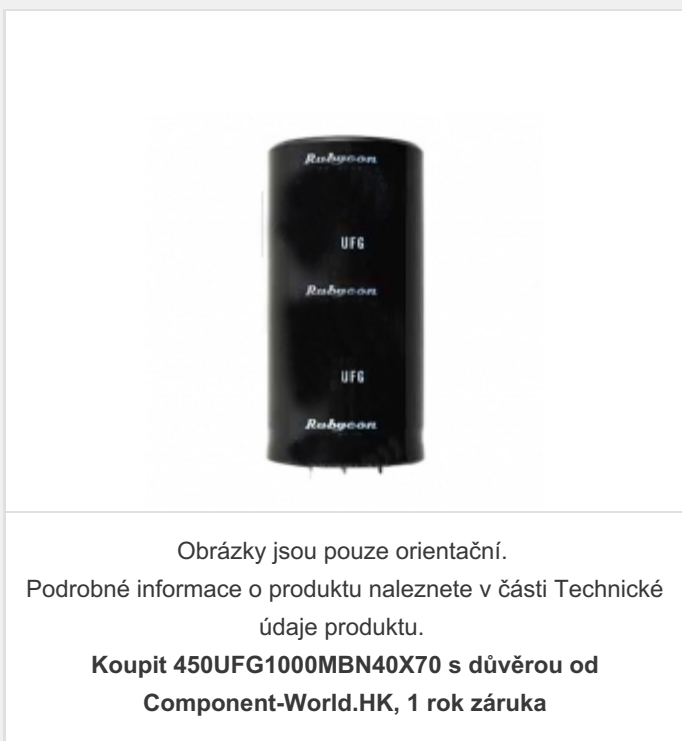 Rubycon
UFG
Rubycon
UFG
Rubycon
Obrázky jsou pouze orientační.
Podrobné informace o produktu naleznete v části Technické
údaje produktu.
Koupit 450UFG1000MBN40X70 s důvěrou od
Component-World.HK, 1 rok záruka